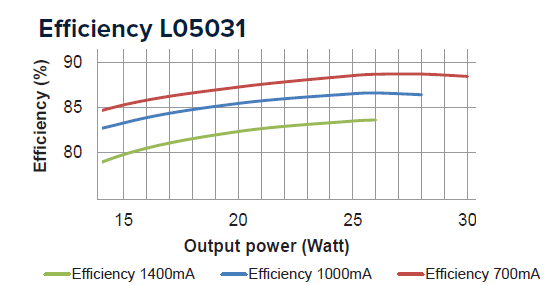 Efficiency L05031
Efficiency (%)
90
85
80
15 20 25 30
Output power (Watt)
Efficiency 1400mA Efficiency 1000mA Efficiency 700mA